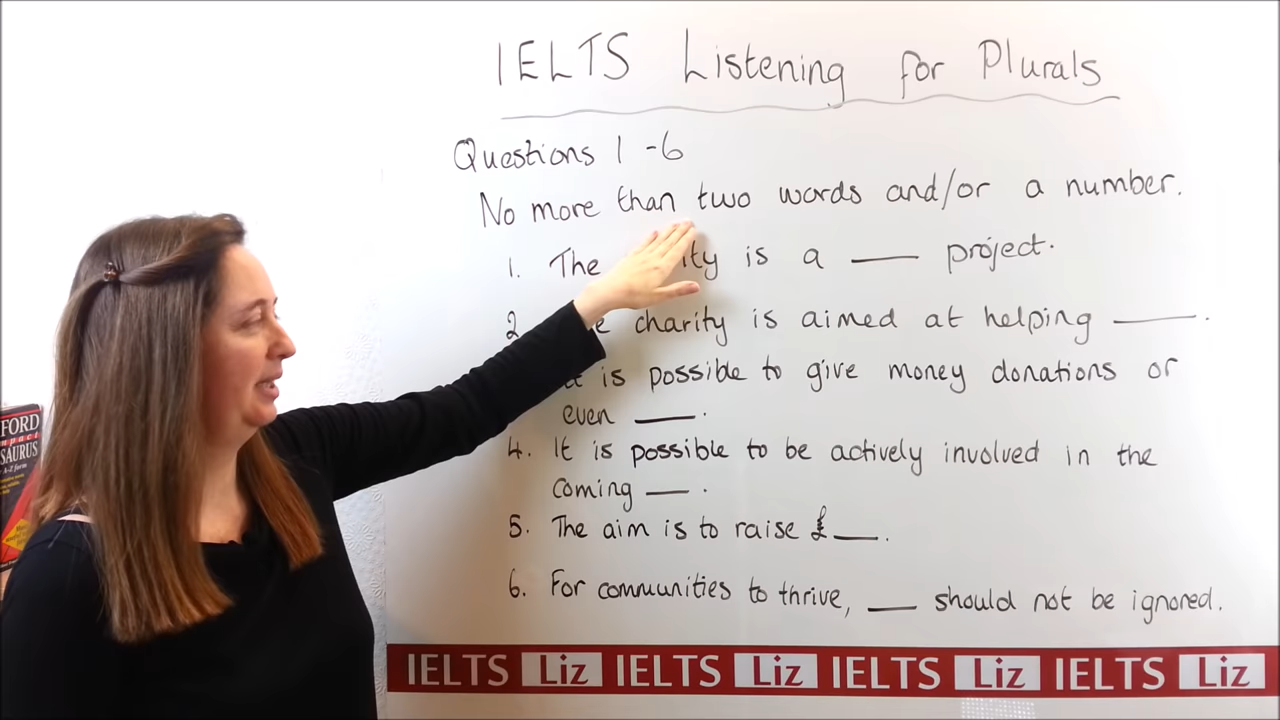 IELTS Listening for Plurals
Questions 1 - 6
No more than two words and/or a number.
1. The is a ___ project.
2. charity is aimed at helping ___.
is possible to give money donations or
even ___.
4. It is possible to be actively involved in the
coming ___.
5. The aim is to raise £___.
6. For communities to thrive, ___ should not be ignored.
FORD
SAURUS
A-Z form
IELTS Liz IELTS Liz IELTS Liz IELTS Liz